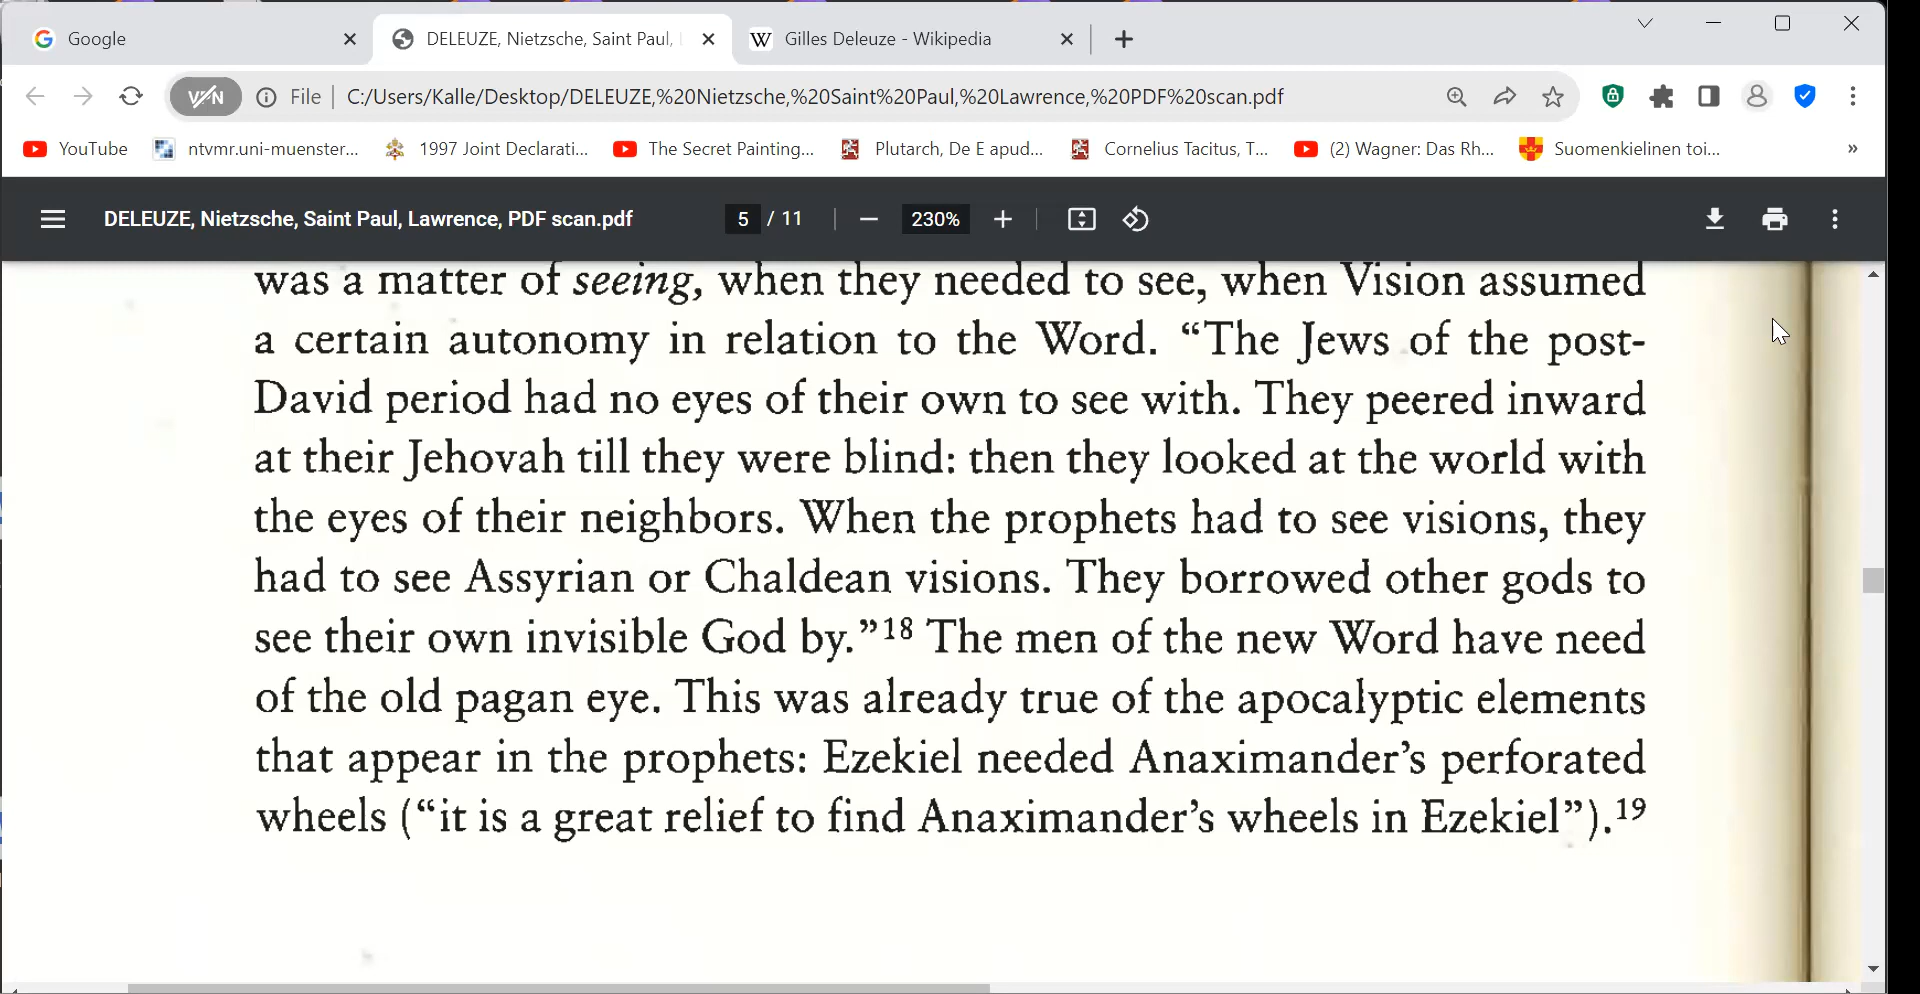 Google
DELEUZE, Nietzsche, Saint Paul,
W Gilles Deleuze - Wikipedia
VPN
File
C:/Users/Kalle/Desktop/DELEUZE,%20Nietzsche,%20Saint%20Paul,%20Lawrence,%20PDF%20scan.pdf
YouTube
ntvmr.uni-muenster...
1997 Joint Declarati...
The Secret Painting...
Plutarch, De E apud...
Cornelius Tacitus, T...
(2) Wagner: Das Rh...
Suomenkielinen toi...
»
DELEUZE, Nietzsche, Saint Paul, Lawrence, PDF scan.pdf
5 / 11
230%
was a matter of seeing, when they needed to see, when Vision assumed
a certain autonomy in relation to the Word. “The Jews of the post-
David period had no eyes of their own to see with. They peered inward
at their Jehovah till they were blind: then they looked at the world with
the eyes of their neighbors. When the prophets had to see visions, they
had to see Assyrian or Chaldean visions. They borrowed other gods to
see their own invisible God by.”18 The men of the new Word have need
of the old pagan eye. This was already true of the apocalyptic elements
that appear in the prophets: Ezekiel needed Anaximander’s perforated
wheels (“it is a great relief to find Anaximander’s wheels in Ezekiel”).19